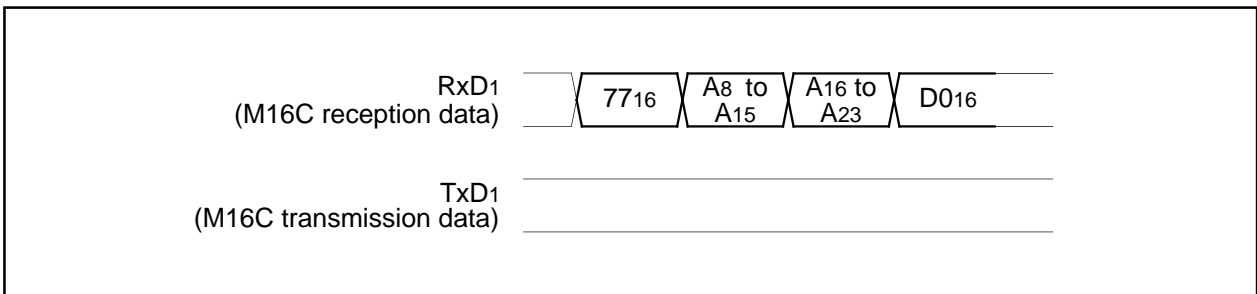 RxD1
(M16C reception data)
7716
A8 to
A15
A16 to
A23
D016
TxD1
(M16C transmission data)